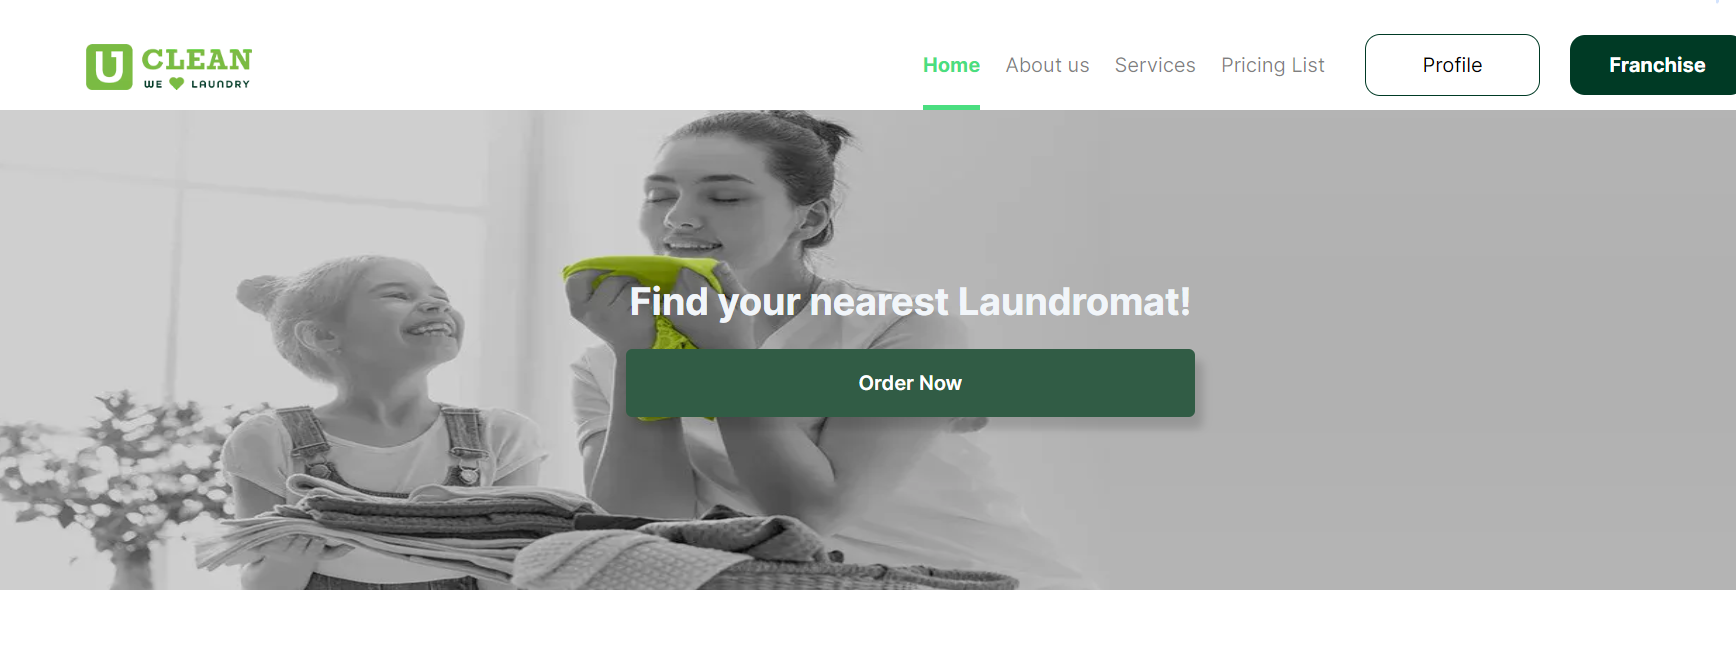 U CLEAN
WE LAUNDRY
Home About us Services Pricing List Profile Franchise
Find your nearest Laundromat!
Order Now